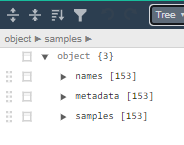 Tree
object ▶ samples ▶
object {3}
names [153]
metadata [153]
samples [153]